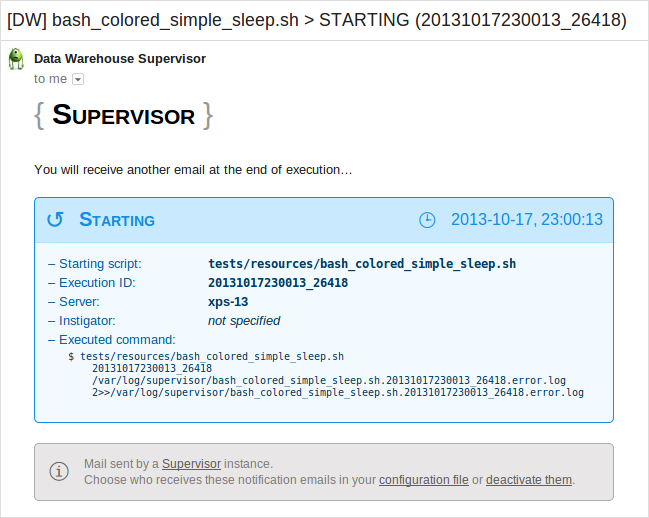 [DW] bash_colored_simple_sleep.sh > STARTING (20131017230013_26418)
Data Warehouse Supervisor
to me
{ SUPERVISOR }
You will receive another email at the end of execution…
↺ STARTING 2013-10-17, 23:00:13
– Starting script: tests/resources/bash_colored_simple_sleep.sh
– Execution ID: 20131017230013_26418
– Server: xps-13
– Instigator: not specified
– Executed command:
$ tests/resources/bash_colored_simple_sleep.sh
20131017230013_26418
/var/log/supervisor/bash_colored_simple_sleep.sh.20131017230013_26418.error.log
2>>/var/log/supervisor/bash_colored_simple_sleep.sh.20131017230013_26418.error.log
Mail sent by a Supervisor instance.
Choose who receives these notification emails in your configuration file or deactivate them.